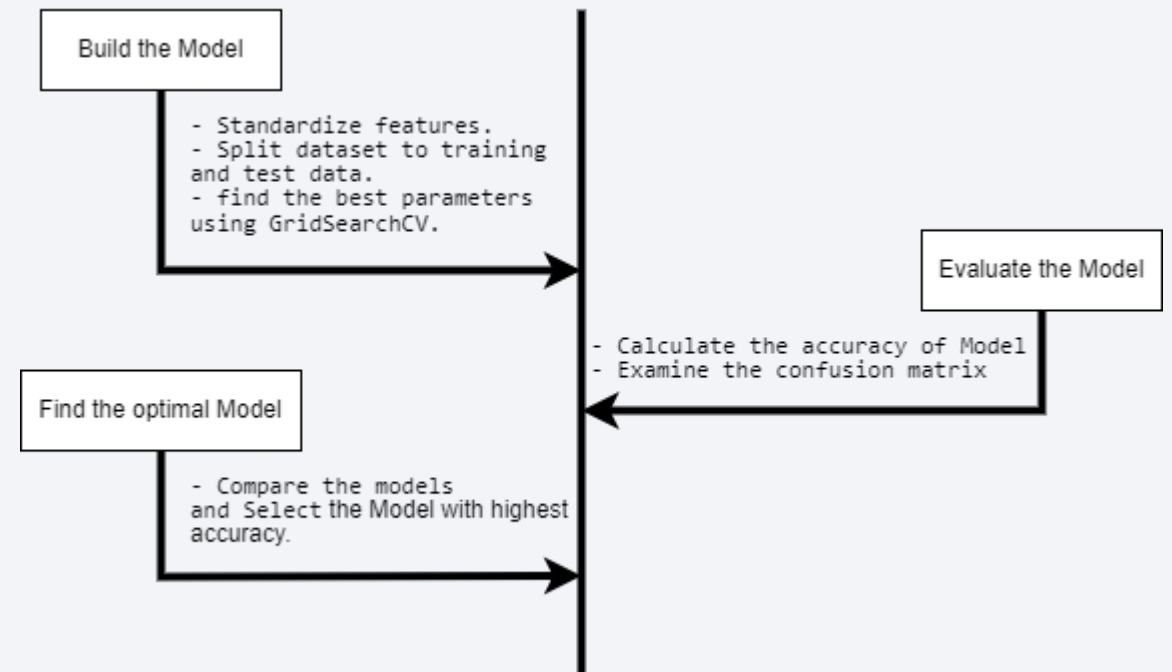 Build the Model
- Standardize features.
- Split dataset to training
and test data.
- find the best parameters
using GridSearchCV.
Evaluate the Model
- Calculate the accuracy of Model
- Examine the confusion matrix
Find the optimal Model
- Compare the models
and Select the Model with highest
accuracy.